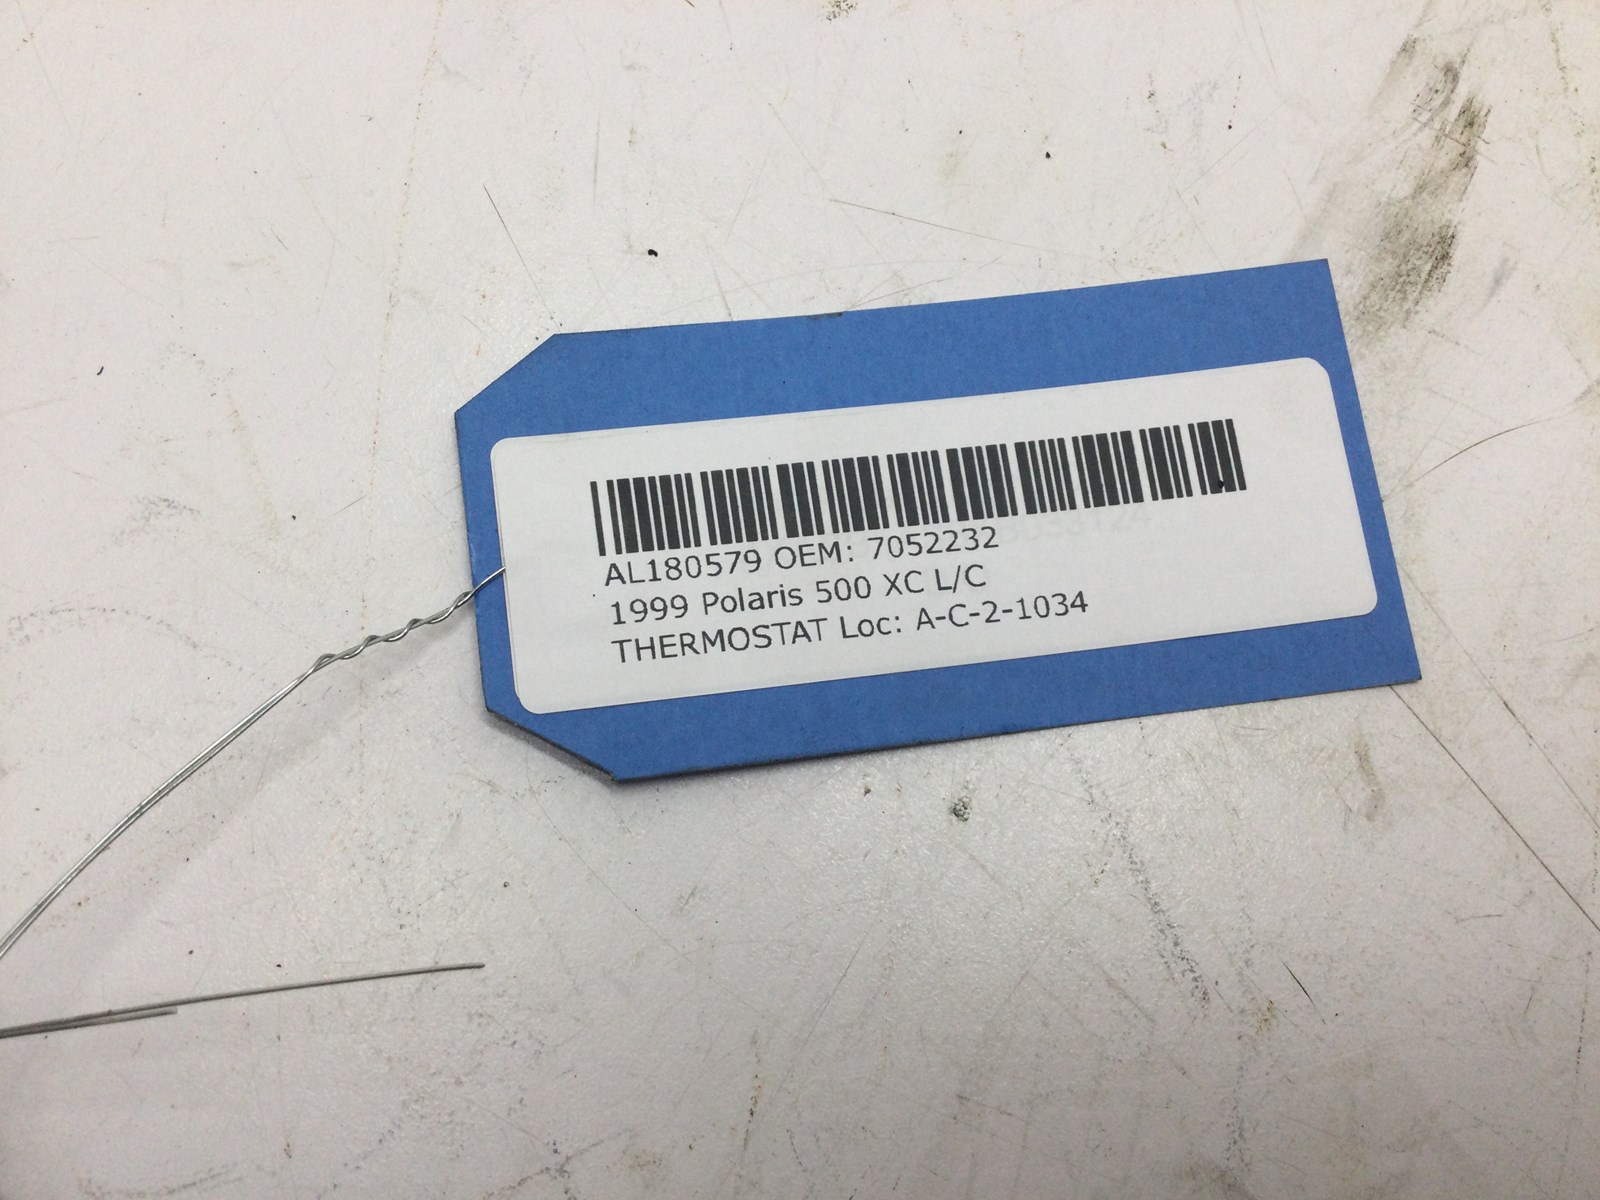 AL180579 OEM: 7052232
1999 Polaris 500 XC L/C
THERMOSTAT Loc: A-C-2-1034